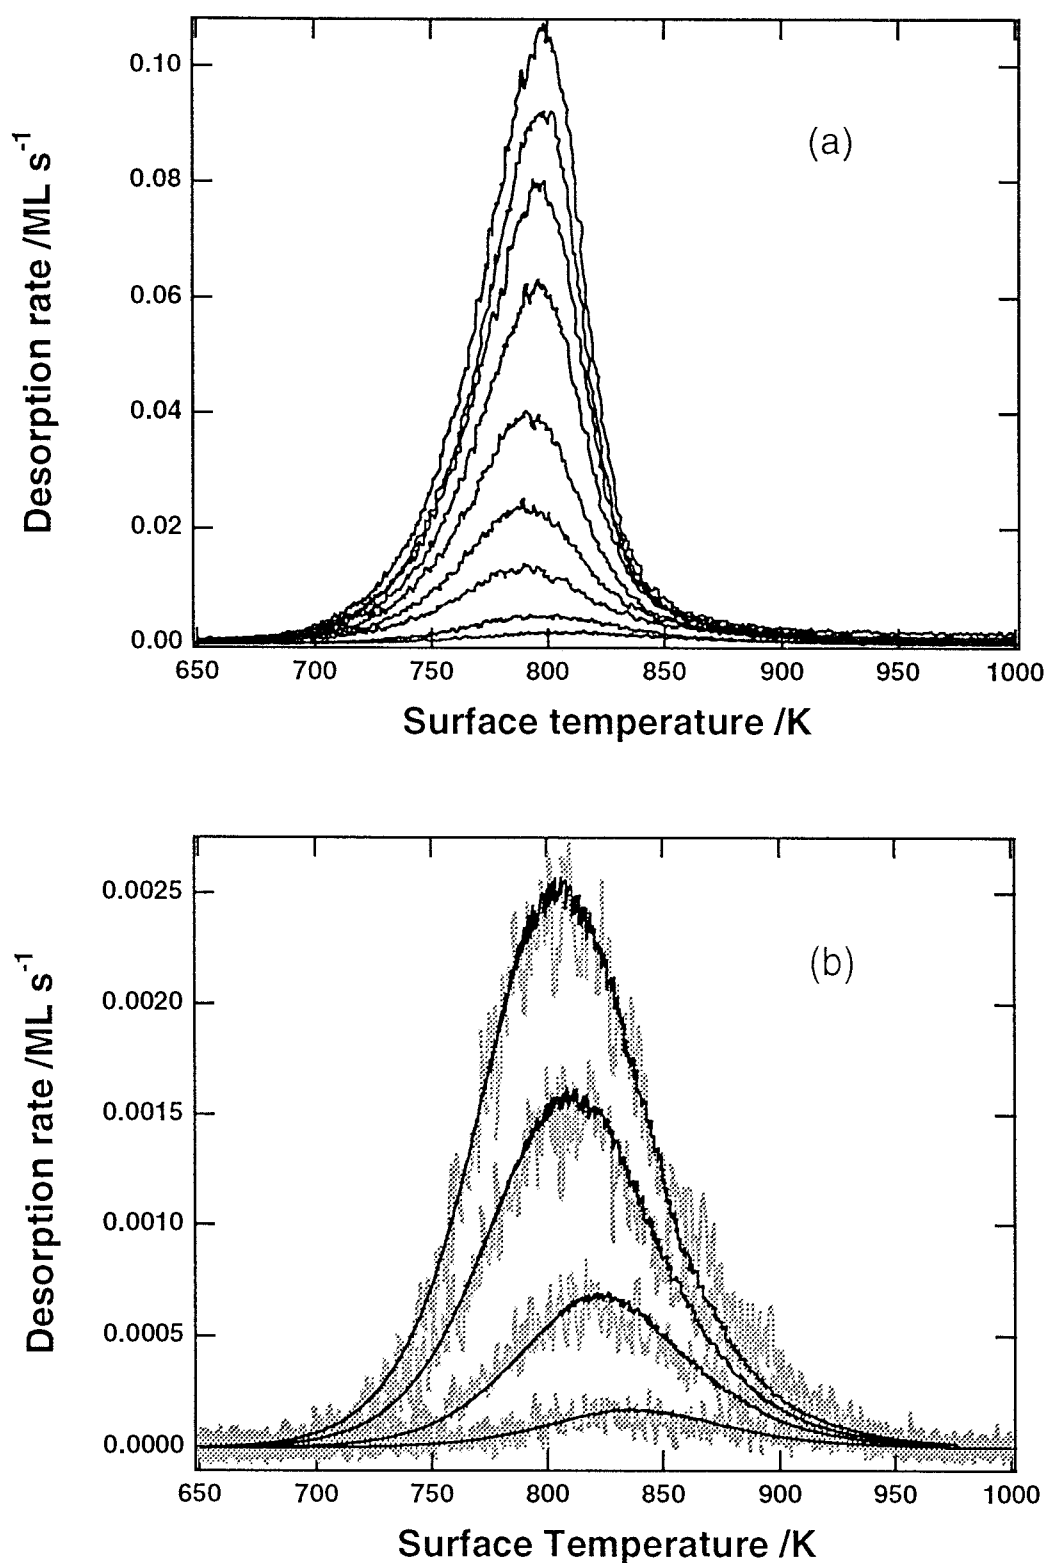 (a)
Desorption rate /ML s⁻¹
0.10
0.08
0.06
0.04
0.02
0.00
650 700 750 800 850 900 950 1000
Surface temperature /K
(b)
Desorption rate /ML s⁻¹
0.0025
0.0020
0.0015
0.0010
0.0005
0.0000
650 700 750 800 850 900 950 1000
Surface Temperature /K